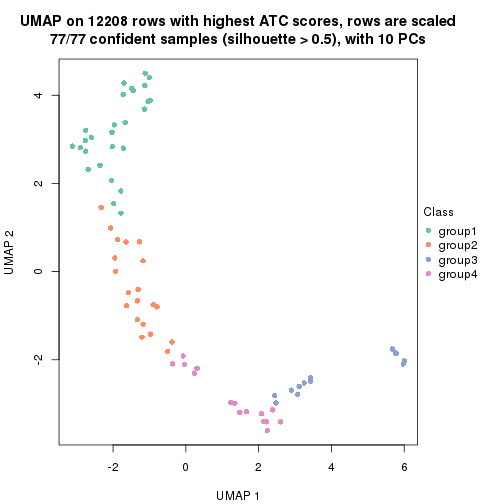 UMAP on 12208 rows with highest ATC scores, rows are scaled
77/77 confident samples (silhouette > 0.5), with 10 PCs
4
2
0
-2
UMAP 2
-2
0
2
4
6
UMAP 1
Class
group1
group2
group3
group4